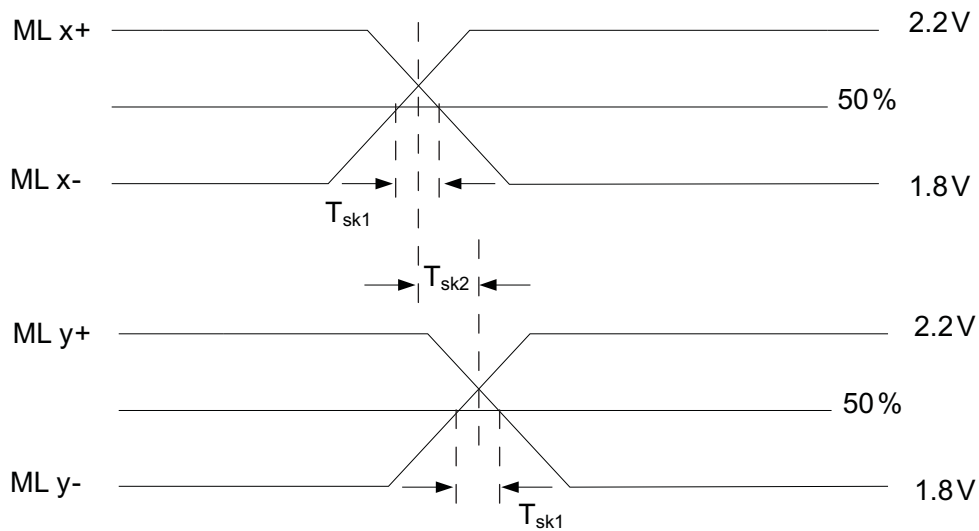 ML x+ 2.2V
50%
ML x- 1.8V
Tsk1
Tsk2
ML y+ 2.2V
50%
ML y- 1.8V
Tsk1